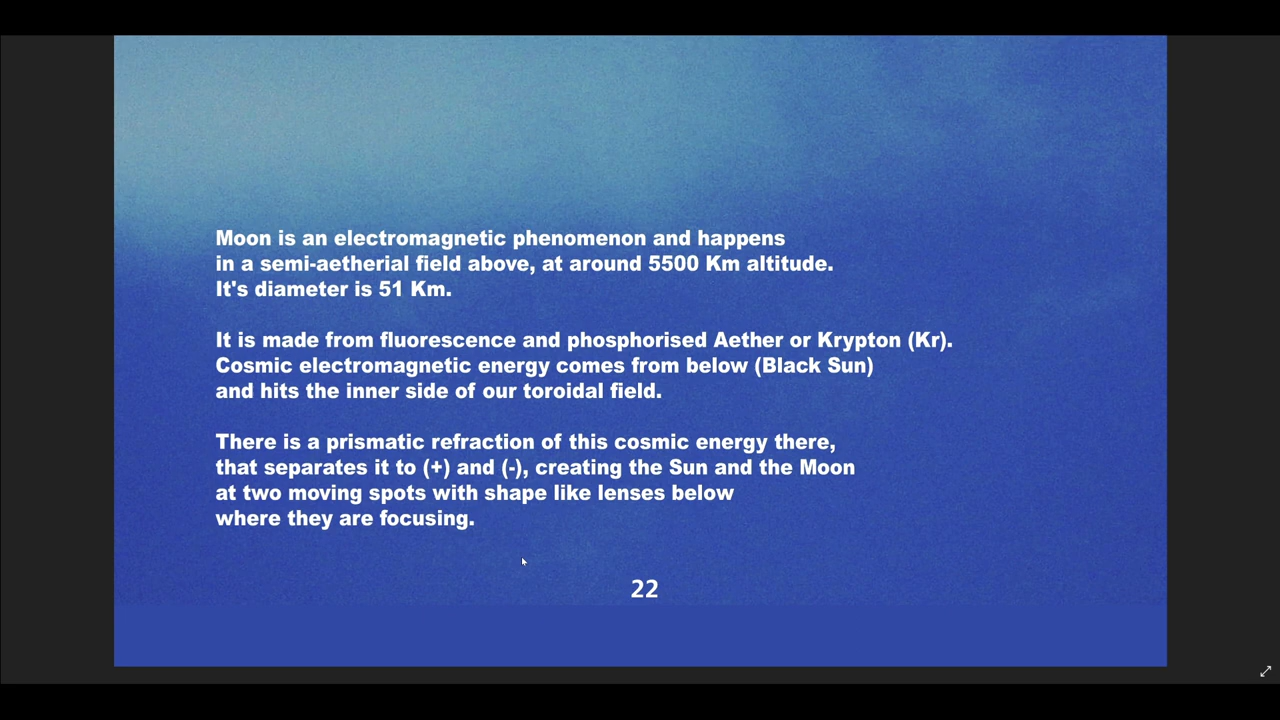 Moon is an electromagnetic phenomenon and happens
in a semi-aetherial field above, at around 5500 Km altitude.
It's diameter is 51 Km.
It is made from fluorescence and phosphorised Aether or Krypton (Kr).
Cosmic electromagnetic energy comes from below (Black Sun)
and hits the inner side of our toroidal field.
There is a prismatic refraction of this cosmic energy there,
that separates it to (+) and (-), creating the Sun and the Moon
at two moving spots with shape like lenses below
where they are focusing.
22